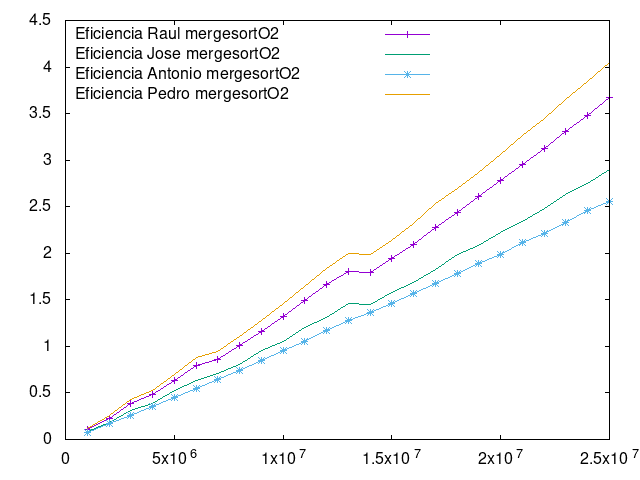 4.5
Eficiencia Raul mergesortO2
Eficiencia Jose mergesortO2
Eficiencia Antonio mergesortO2
Eficiencia Pedro mergesortO2
4
3.5
3
2.5
2
1.5
1
0.5
0
0 5x10^6 1x10^7 1.5x10^7 2x10^7 2.5x10^7